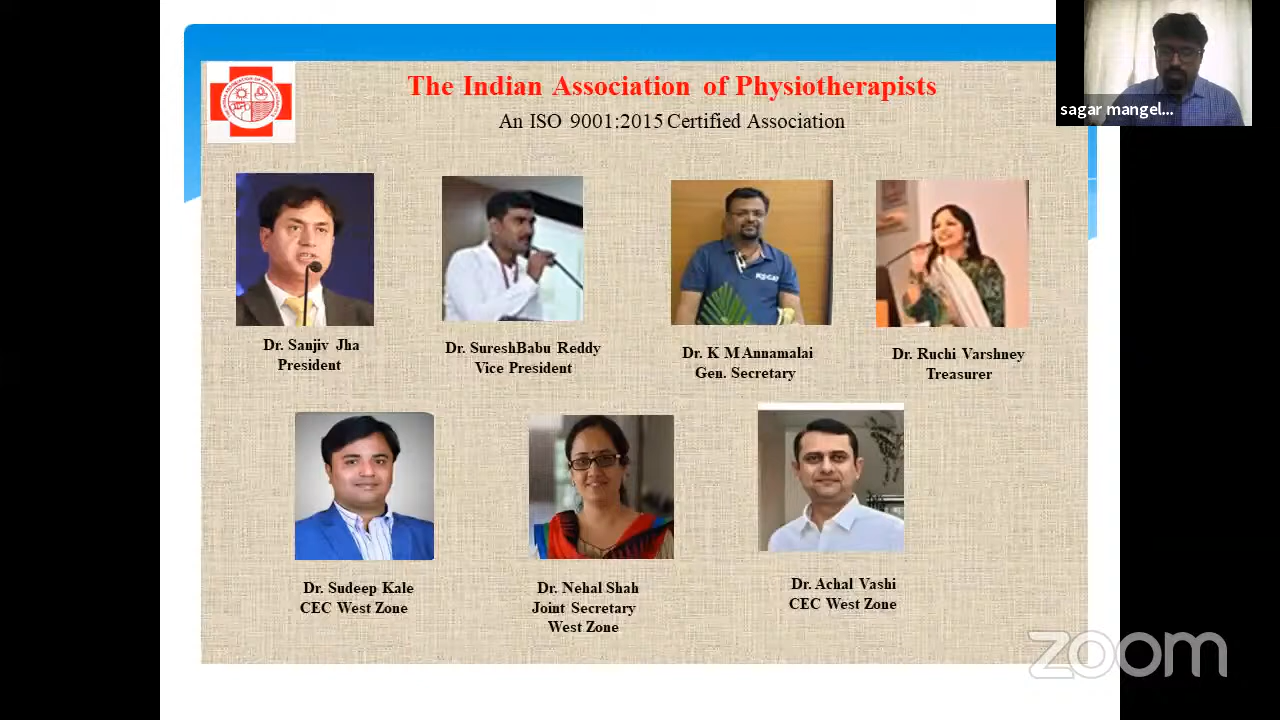 The Indian Association of Physiotherapists
An ISO 9001:2015 Certified Association
sagar mangel...
Dr. Sanjiv Jha
President
Dr. SureshBabu Reddy
Vice President
Dr. K M Annamalai
Gen. Secretary
Dr. Ruchi Varshney
Treasurer
Dr. Sudeep Kale
CEC West Zone
Dr. Nehal Shah
Joint Secretary
West Zone
Dr. Achal Vashi
CEC West Zone
zoom